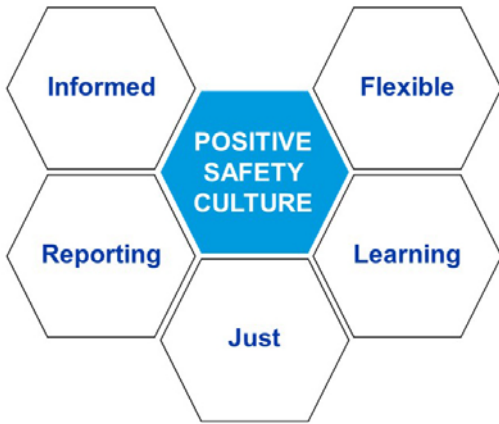 Informed
Flexible
POSITIVE
SAFETY
CULTURE
Reporting
Learning
Just